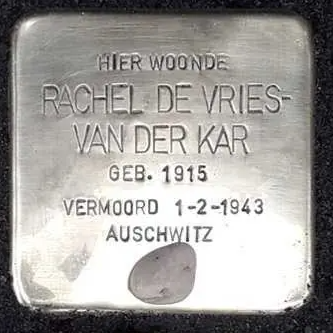 HIER WOONDE
RACHEL DE VRIES-
VAN DER KAR
GEB. 1915
VERMOORD 1-2-1943
AUSCHWITZ